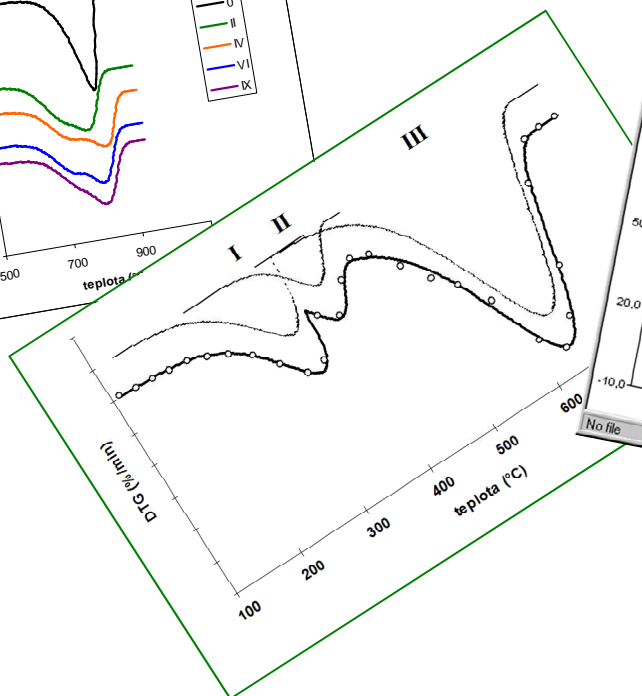 0
II
IV
VI
IX
500
700
900
teplota (°
I
II
III
DTG (%/min)
100
200
300
400
500
600
teplota (°C)
20,0
-10,0
No file